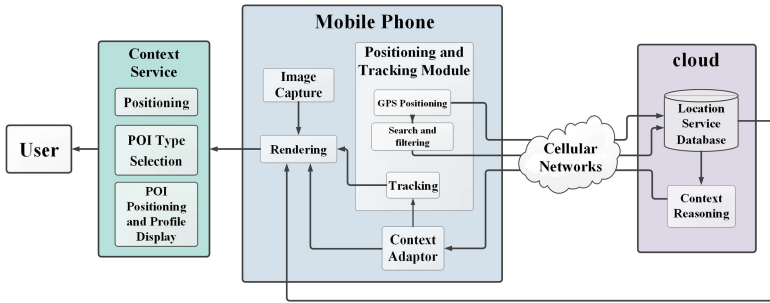 Mobile Phone
Context
Service
Positioning
POI Type
Selection
POI
Positioning
and Profile
Display
User
Image
Capture
Rendering
Positioning and
Tracking Module
GPS Positioning
Search and
filtering
Tracking
Context
Adaptor
Cellular
Networks
cloud
Location
Service
Database
Context
Reasoning